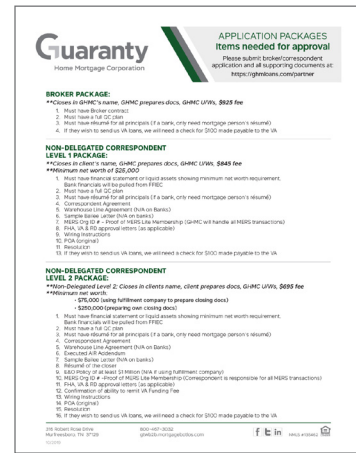 Guaranty
Home Mortgage Corporation
APPLICATION PACKAGES
Items needed for approval
Please submit broker/correspondent
application and all supporting documents at:
https://ghmloans.com/partner
BROKER PACKAGE:
**Closes in GHMC's name, GHMC prepares docs, GHMC U/Ws, $925 fee
1. Must have Broker contract
2. Must have a full QC plan
3. Must have résumé for all principals (if a bank, only need mortgage person's résumé)
4. If they wish to send us VA loans, we will need a check for $100 made payable to the VA
NON-DELEGATED CORRESPONDENT
LEVEL 1 PACKAGE:
**Closes in client's name, GHMC prepares docs, GHMC U/Ws, $845 fee
**Minimum net worth of $25,000
1. Must have financial statement or liquid assets showing minimum net worth requirement.
Bank financials will be pulled from FFIEC
2. Must have a full QC plan
3. Must have résumé for all principals (if a bank, only need mortgage person's résumé)
4. Correspondent Agreement
5. Warehouse Line Agreement (N/A on Banks)
6. Sample Bailee Letter (N/A on banks)
7. MERS Org ID # - Proof of MERS Lite Membership (GHMC will handle all MERS transactions)
8. FHA, VA & RD approval letters (as applicable)
9. Wiring Instructions
10. POA (original)
11. Resolution
13. If they wish to send us VA loans, we will need a check for $100 made payable to the VA
NON-DELEGATED CORRESPONDENT
LEVEL 2 PACKAGE:
**Non-Delegated Level 2: Closes in clients name, client prepares docs, GHMC U/Ws, $695 fee
**Minimum net worth:
- $75,000 (using fulfillment company to prepare closing docs)
- $250,000 (preparing own closing docs)
1. Must have financial statement or liquid assets showing minimum net worth requirement.
Bank financials will be pulled from FFIEC
2. Must have a full QC plan
3. Must have résumé for all principals (if a bank, only need mortgage person's résumé)
4. Correspondent Agreement
5. Warehouse Line Agreement (N/A on Banks)
6. Executed AIR Addendum
7. Sample Bailee Letter (N/A on banks)
8. Résumé of the closer
9. E&O Policy of at least $1 Million (N/A if using fulfillment company)
10. MERS Org ID # -Proof of MERS Lite Membership (Correspondent is responsible for all MERS transactions)
11. FHA, VA & RD approval letters (as applicable)
12. Confirmation of ability to remit VA Funding Fee
13. Wiring Instructions
14. POA (original)
15. Resolution
16. If they wish to send us VA loans, we will need a check for $100 made payable to the VA
Murfreesboro, TN 37129